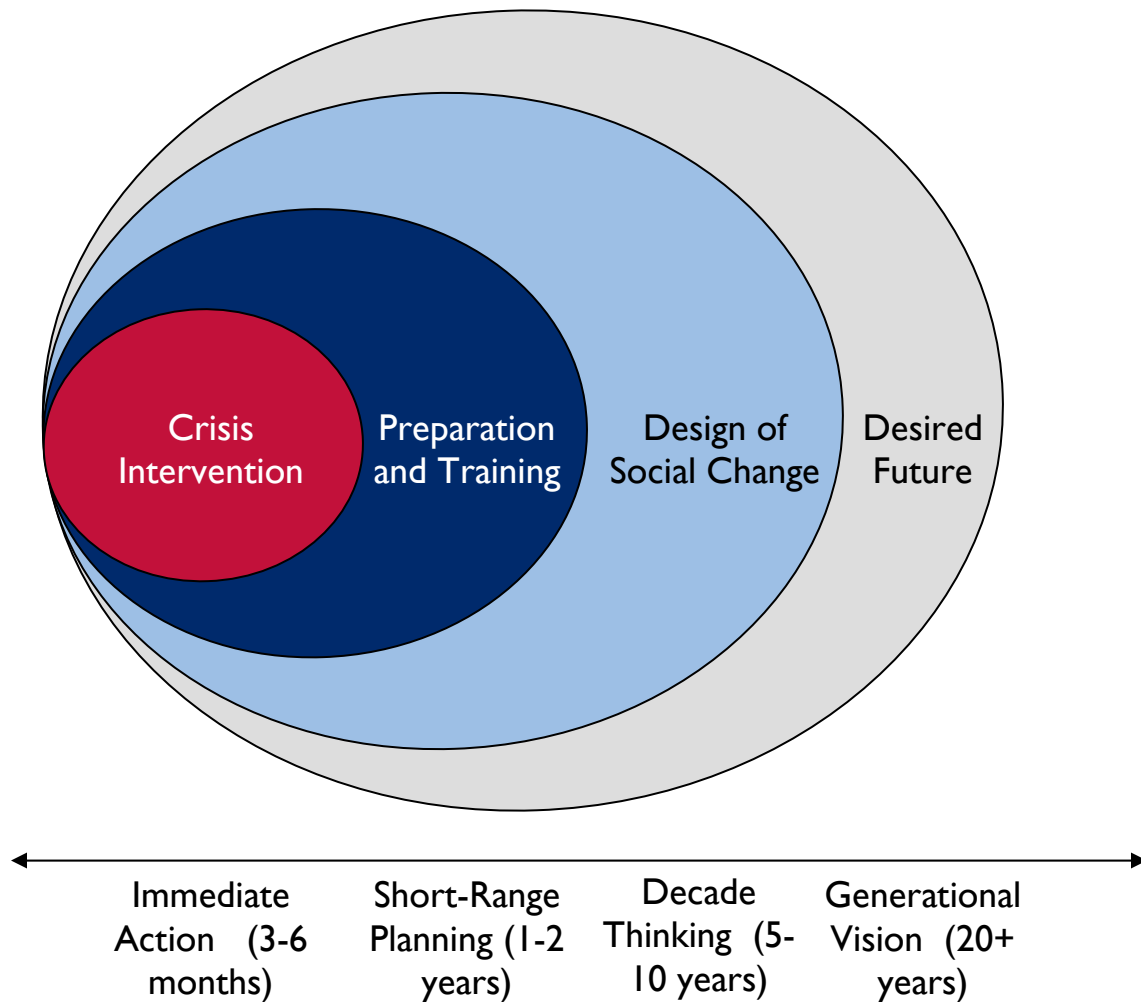 Crisis
Intervention
Preparation
and Training
Design of
Social Change
Desired
Future
Immediate
Action (3-6
months)
Short-Range
Planning (1-2
years)
Decade
Thinking (5-
10 years)
Generational
Vision (20+
years)